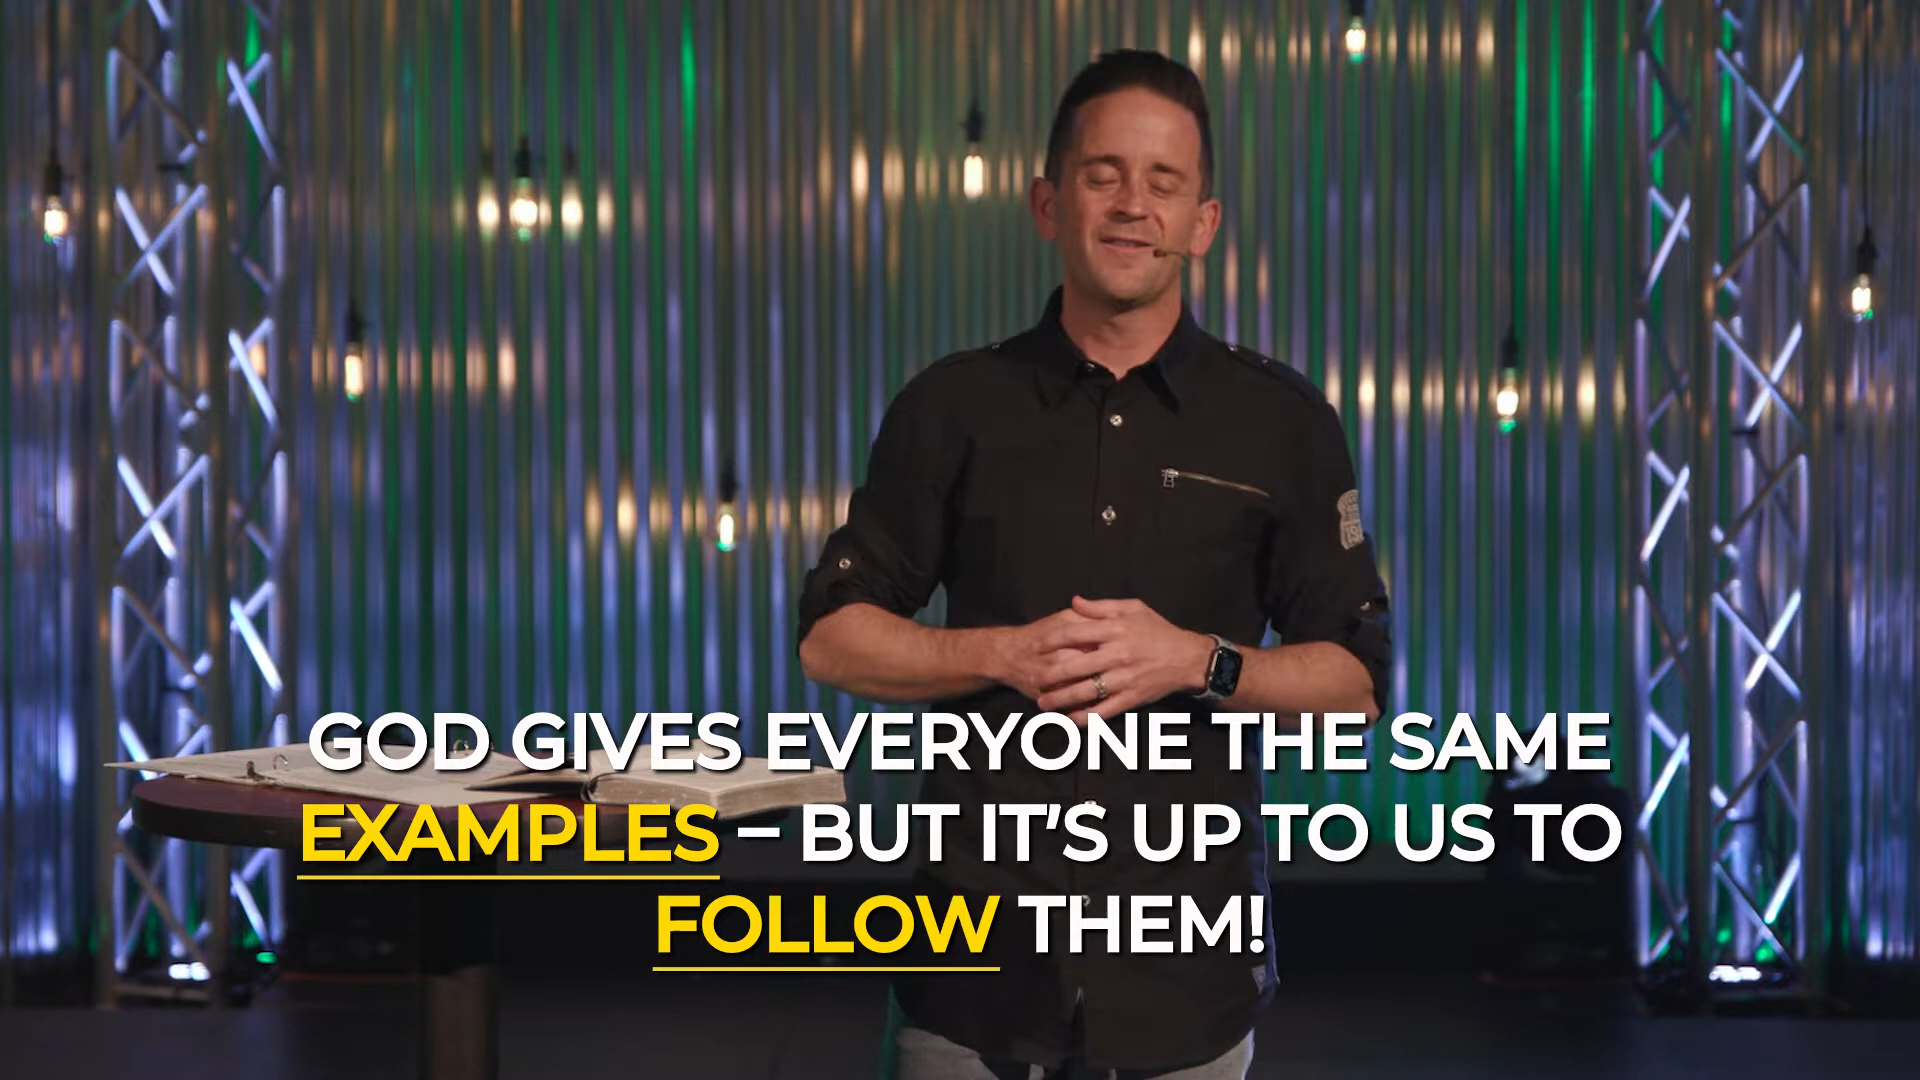 GOD GIVES EVERYONE THE SAME
EXAMPLES – BUT IT'S UP TO US TO
FOLLOW THEM!